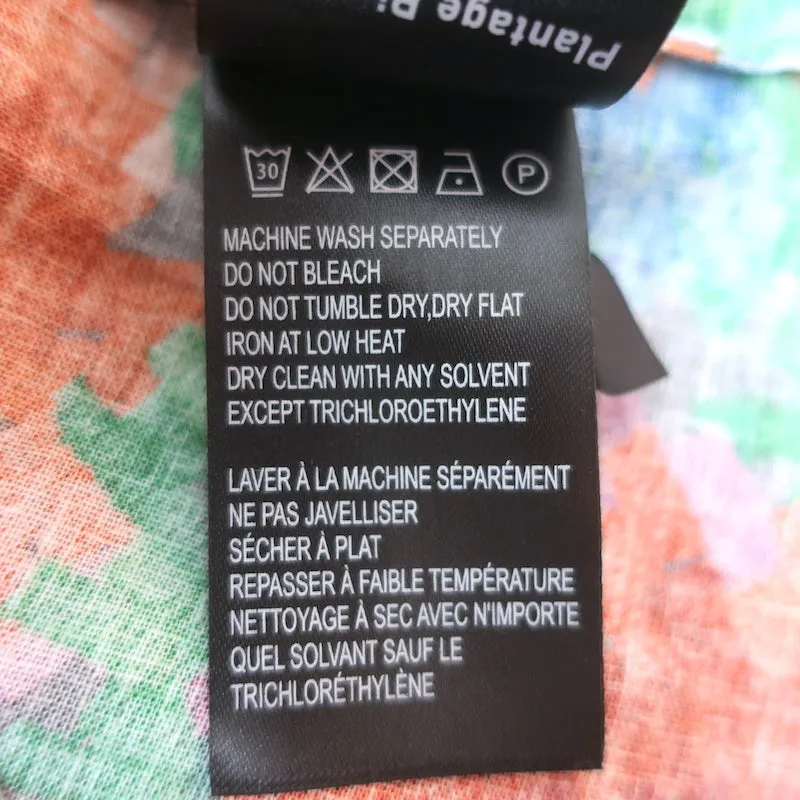 Plantage
30
P
MACHINE WASH SEPARATELY
DO NOT BLEACH
DO NOT TUMBLE DRY,DRY FLAT
IRON AT LOW HEAT
DRY CLEAN WITH ANY SOLVENT
EXCEPT TRICHLOROETHYLENE
LAVER À LA MACHINE SÉPARÉMENT
NE PAS JAVELLISER
SÉCHER À PLAT
REPASSER À FAIBLE TEMPÉRATURE
NETTOYAGE À SEC AVEC N'IMPORTE
QUEL SOLVANT SAUF LE
TRICHLORÉTHYLÈNE